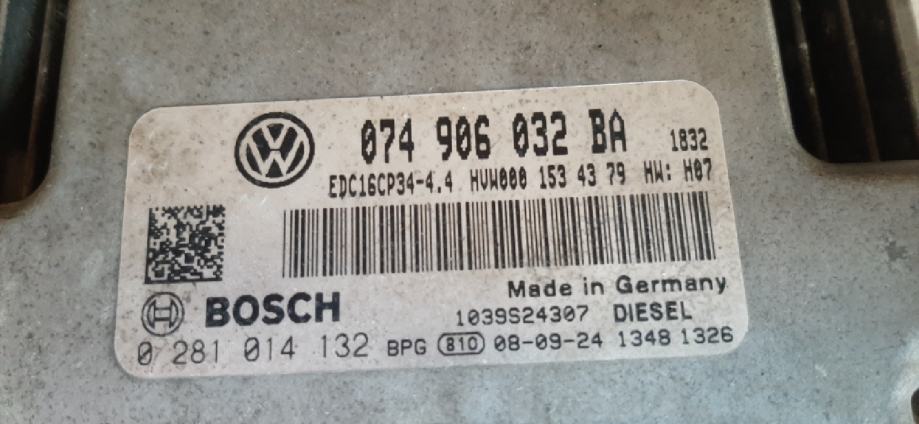 074 906 032 BA 1832
EDC16CP34-4.4 HVW000 153 43 79 HW: H07
Made in Germany
BOSCH 1039S24307 DIESEL
0 281 014 132 BPG 810 08-09-24 1348 1326